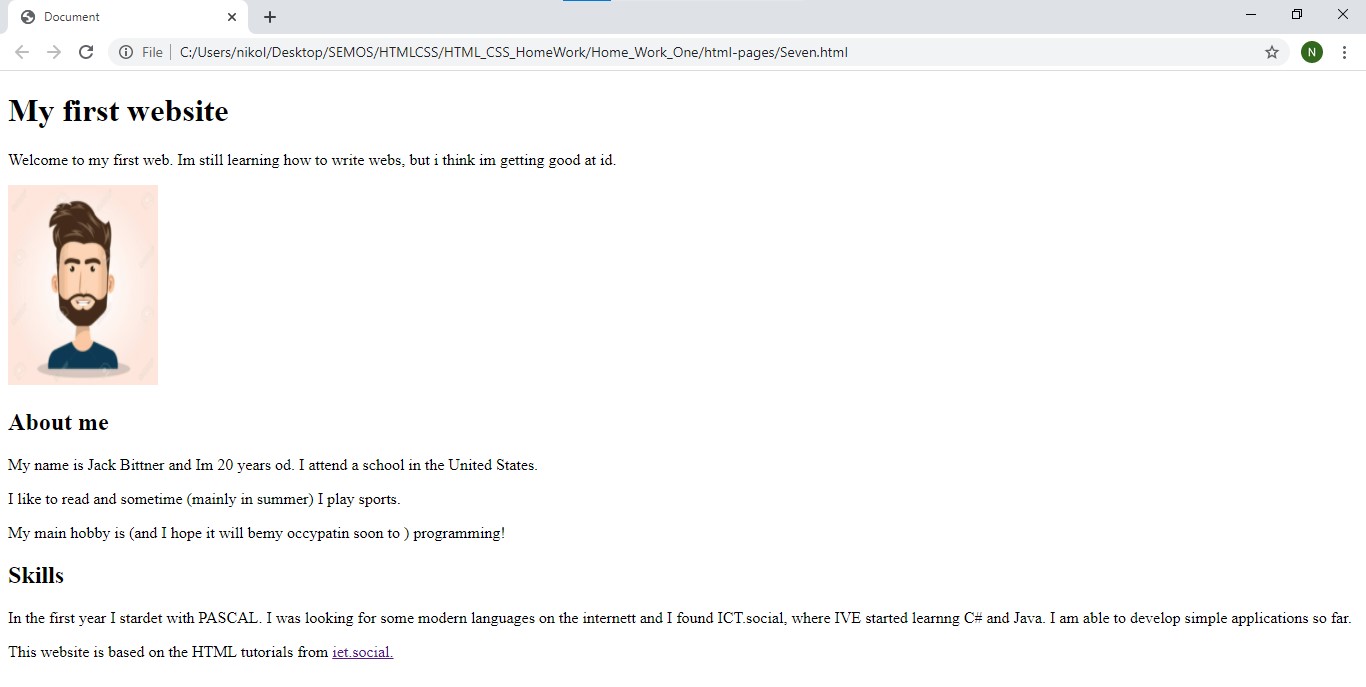 Document
File
C:/Users/nikol/Desktop/SEMOS/HTMLCSS/HTML_CSS_HomeWork/Home_Work_One/html-pages/Seven.html
N
My first website
Welcome to my first web. Im still learning how to write webs, but i think im getting good at id.
About me
My name is Jack Bittner and Im 20 years od. I attend a school in the United States.
I like to read and sometime (mainly in summer) I play sports.
My main hobby is (and I hope it will bemy occypatin soon to ) programming!
Skills
In the first year I stardet with PASCAL. I was looking for some modern languages on the internett and I found ICT.social, where IVE started learnng C# and Java. I am able to develop simple applications so far.
This website is based on the HTML tutorials from iet.social.